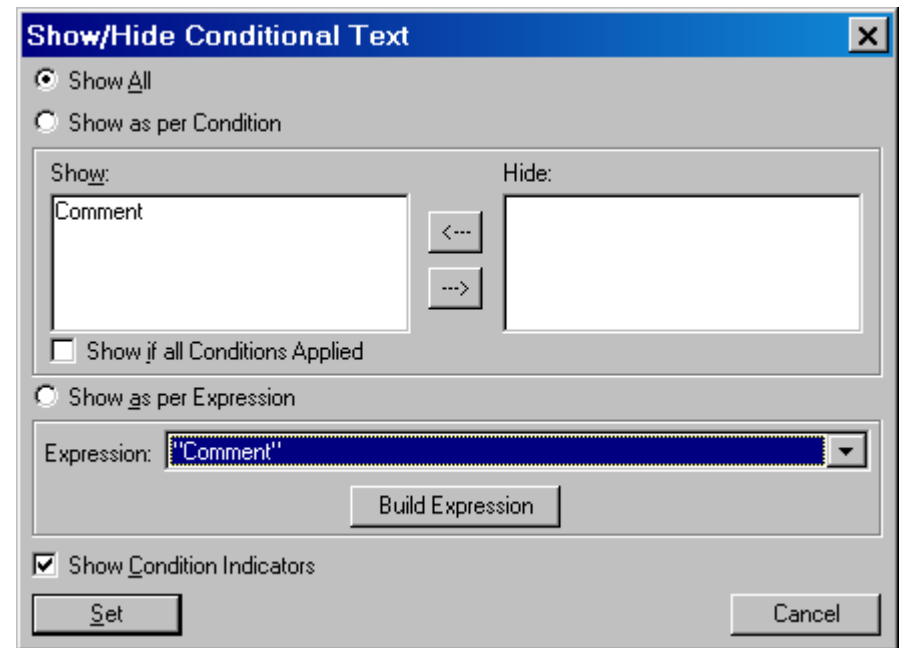 Show/Hide Conditional Text
Show All
Show as per Condition
Show: Hide:
Comment
<---
--->
Show if all Conditions Applied
Show as per Expression
Expression: "Comment"
Build Expression
Show Condition Indicators
Set Cancel